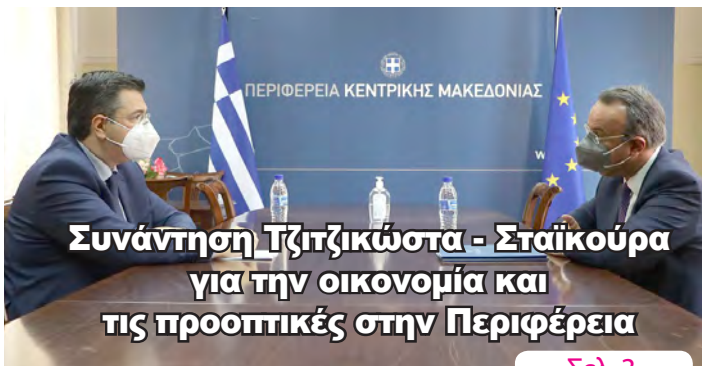 ΠΕΡΙΦΕΡΕΙΑ ΚΕΝΤΡΙΚΗΣ ΜΑΚΕΔΟΝΙΑΣ
Συνάντηση Τζιτζικώστα - Σταϊκούρα
για την οικονομία και
τις προοπτικές στην Περιφέρεια